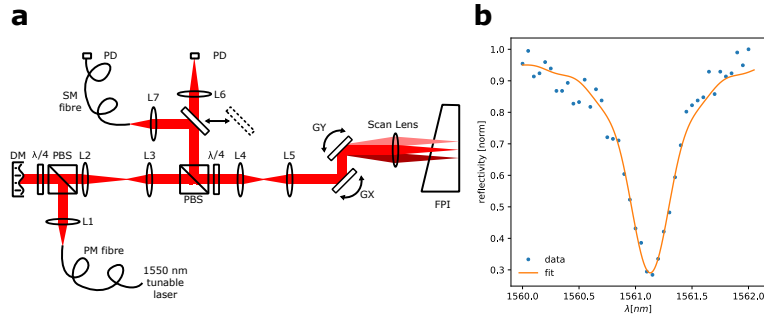 a
PD
PD
SM
fibre
L7
L6
DM
λ/4
PBS
L2
L3
λ/4
L4
L5
PBS
GY
GX
Scan Lens
FPI
L1
PM fibre
1550 nm
tunable
laser
b
reflectivity [norm]
1.0
0.9
0.8
0.7
0.6
0.5
0.4
0.3
data
fit
1560.0
1560.5
1561.0
1561.5
1562.0
λ[nm]